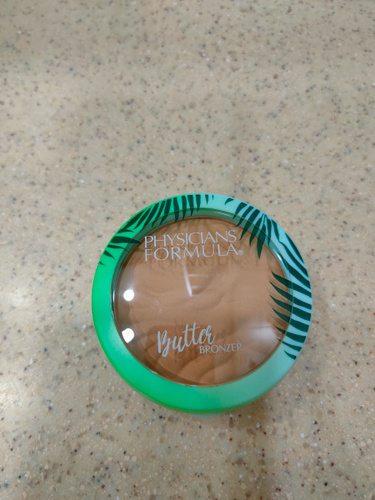 PHYSICIANS
FORMULA®
Butter
BRONZER